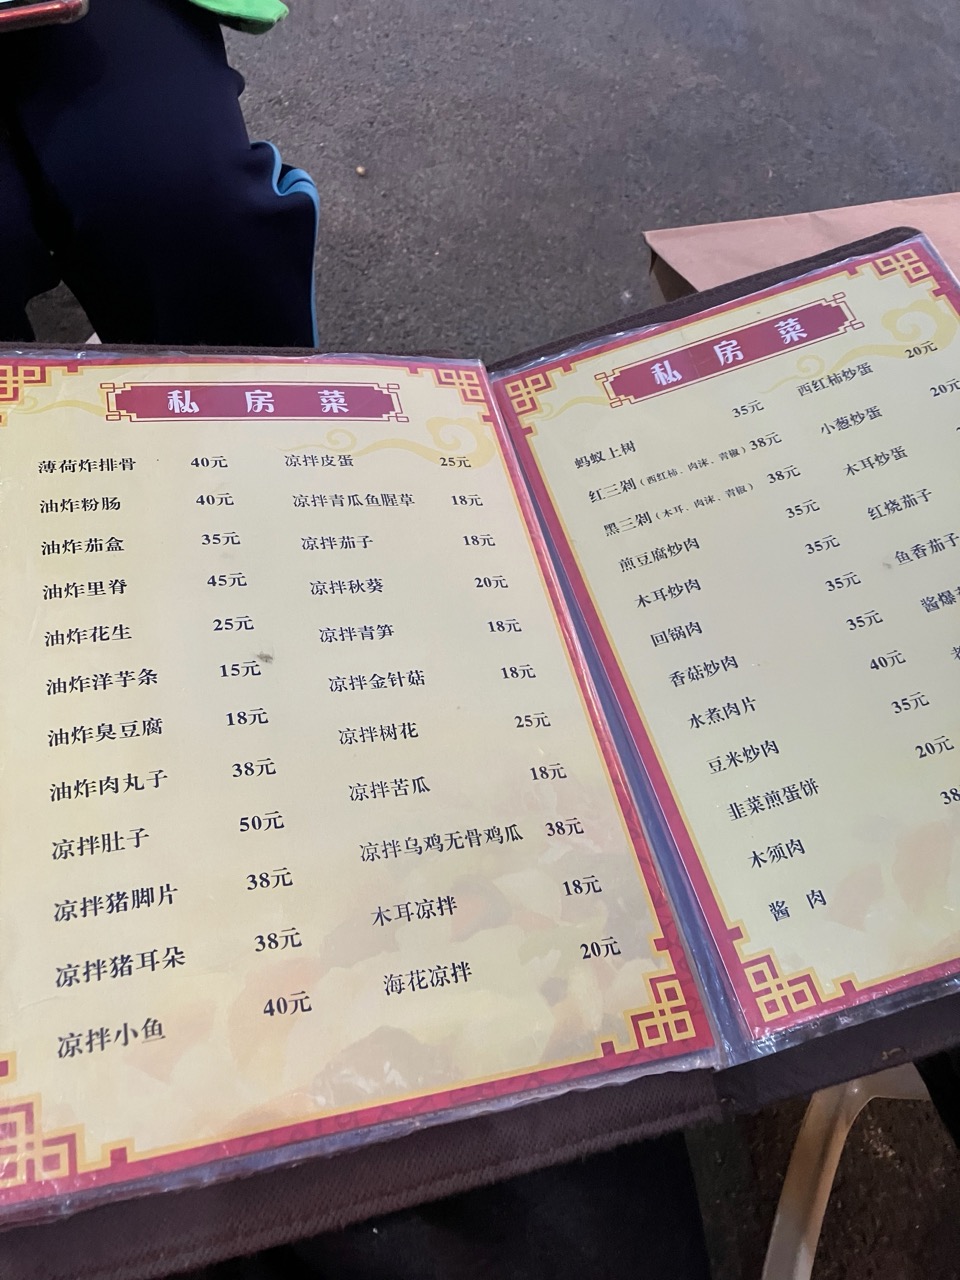 私房菜
薄荷炸排骨 40元
油炸粉肠 40元
油炸茄盒 35元
油炸里脊 45元
油炸花生 25元
油炸洋芋条 15元
油炸臭豆腐 18元
油炸肉丸子 38元
凉拌肚子 50元
凉拌猪脚片 38元
凉拌猪耳朵 38元
凉拌小鱼 40元
凉拌皮蛋 25元
凉拌青瓜鱼腥草 18元
凉拌茄子 18元
凉拌秋葵 20元
凉拌青笋 18元
凉拌金针菇 18元
凉拌树花 25元
凉拌苦瓜 18元
凉拌乌鸡无骨鸡瓜 38元
木耳凉拌 18元
海花凉拌 20元
私房菜
蚂蚁上树 35元
红三剁（西红柿、肉沫、青椒）38元
黑三剁（木耳、肉沫、青椒）38元
煎豆腐炒肉 35元
木耳炒肉 35元
回锅肉 35元
香菇炒肉 35元
水煮肉片 40元
豆米炒肉 35元
韭菜煎蛋饼 20元
木须肉 38
酱肉
西红柿炒蛋 20元
小葱炒蛋 20元
木耳炒蛋
红烧茄子
鱼香茄子
酱爆